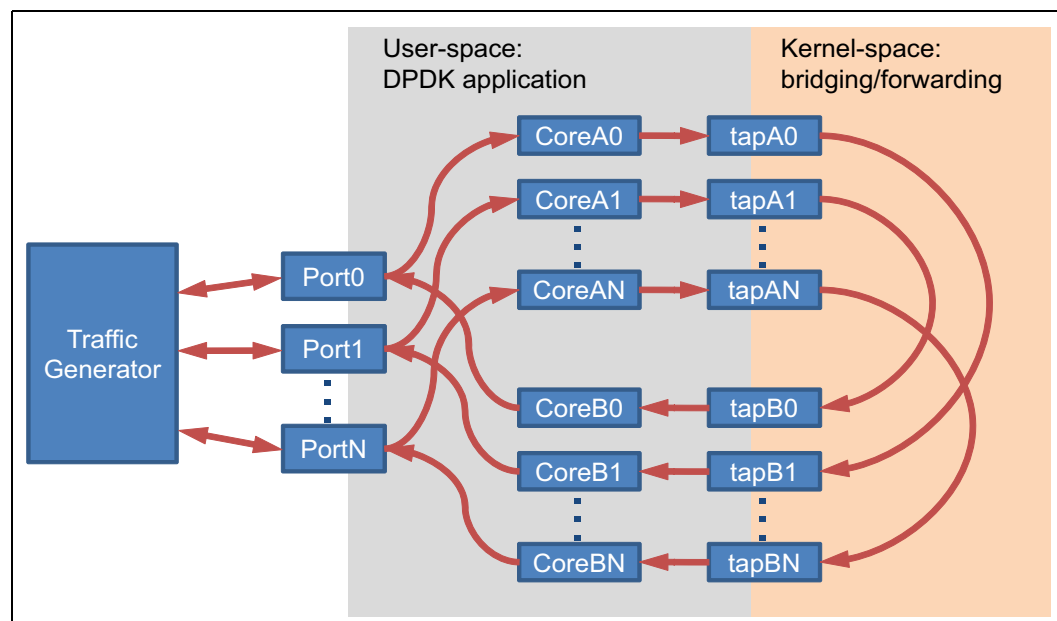 User-space:
DPDK application
Kernel-space:
bridging/forwarding
CoreA0
tapA0
CoreA1
tapA1
Port0
CoreAN
tapAN
Traffic
Generator
Port1
CoreB0
tapB0
PortN
CoreB1
tapB1
CoreBN
tapBN